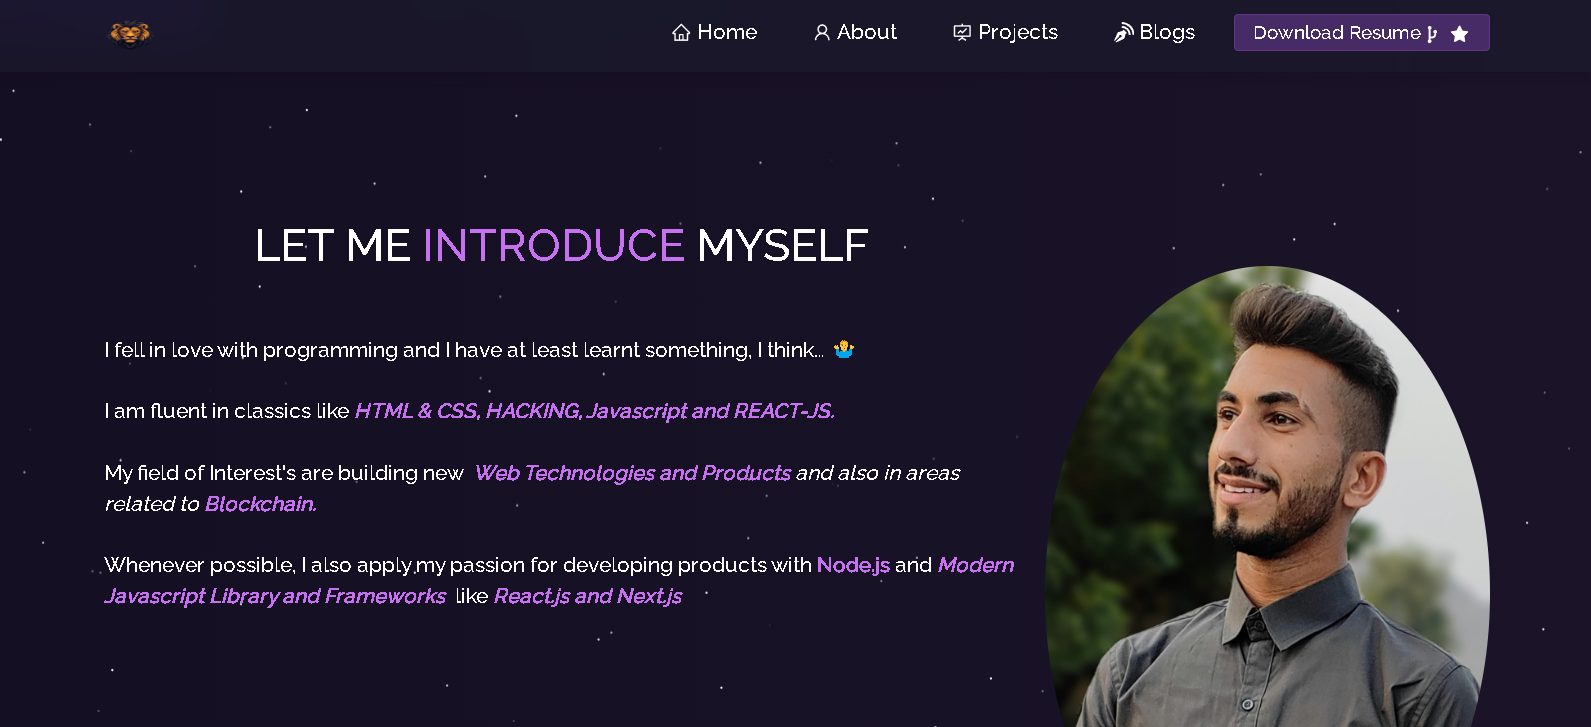 Home
About
Projects
Blogs
Download Resume
LET ME INTRODUCE MYSELF
I fell in love with programming and I have at least learnt something, I think… 🤷‍♂️
I am fluent in classics like HTML & CSS, HACKING, Javascript and REACT-JS.
My field of Interest's are building new Web Technologies and Products and also in areas
related to Blockchain.
Whenever possible, I also apply my passion for developing products with Node.js and Modern
Javascript Library and Frameworks like React.js and Next.js